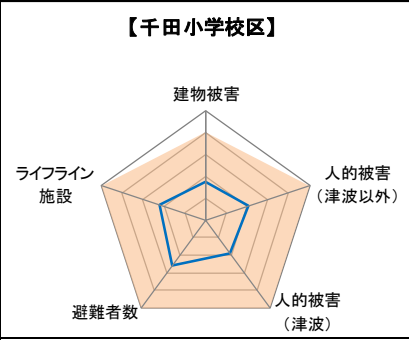 【千田小学校区】
建物被害
人的被害
（津波以外）
人的被害
（津波）
避難者数
ライフライン
施設